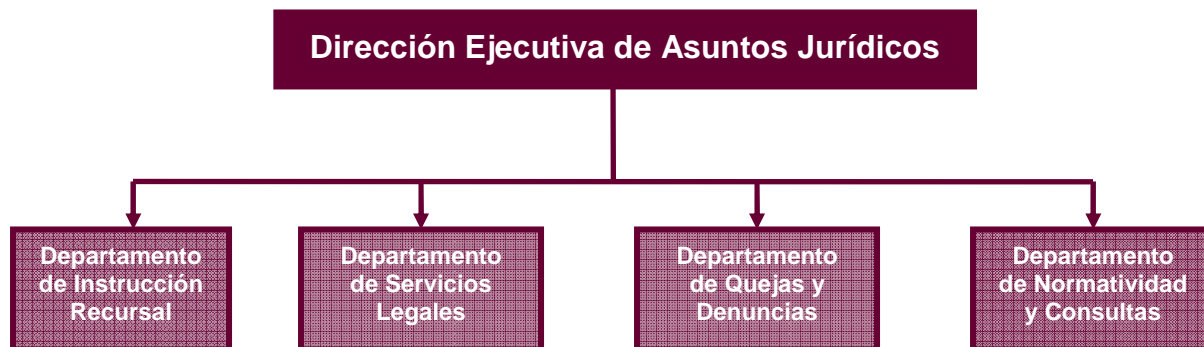 Dirección Ejecutiva de Asuntos Jurídicos
Departamento
de Instrucción
Recursal
Departamento
de Servicios
Legales
Departamento
de Quejas y
Denuncias
Departamento
de Normatividad
y Consultas